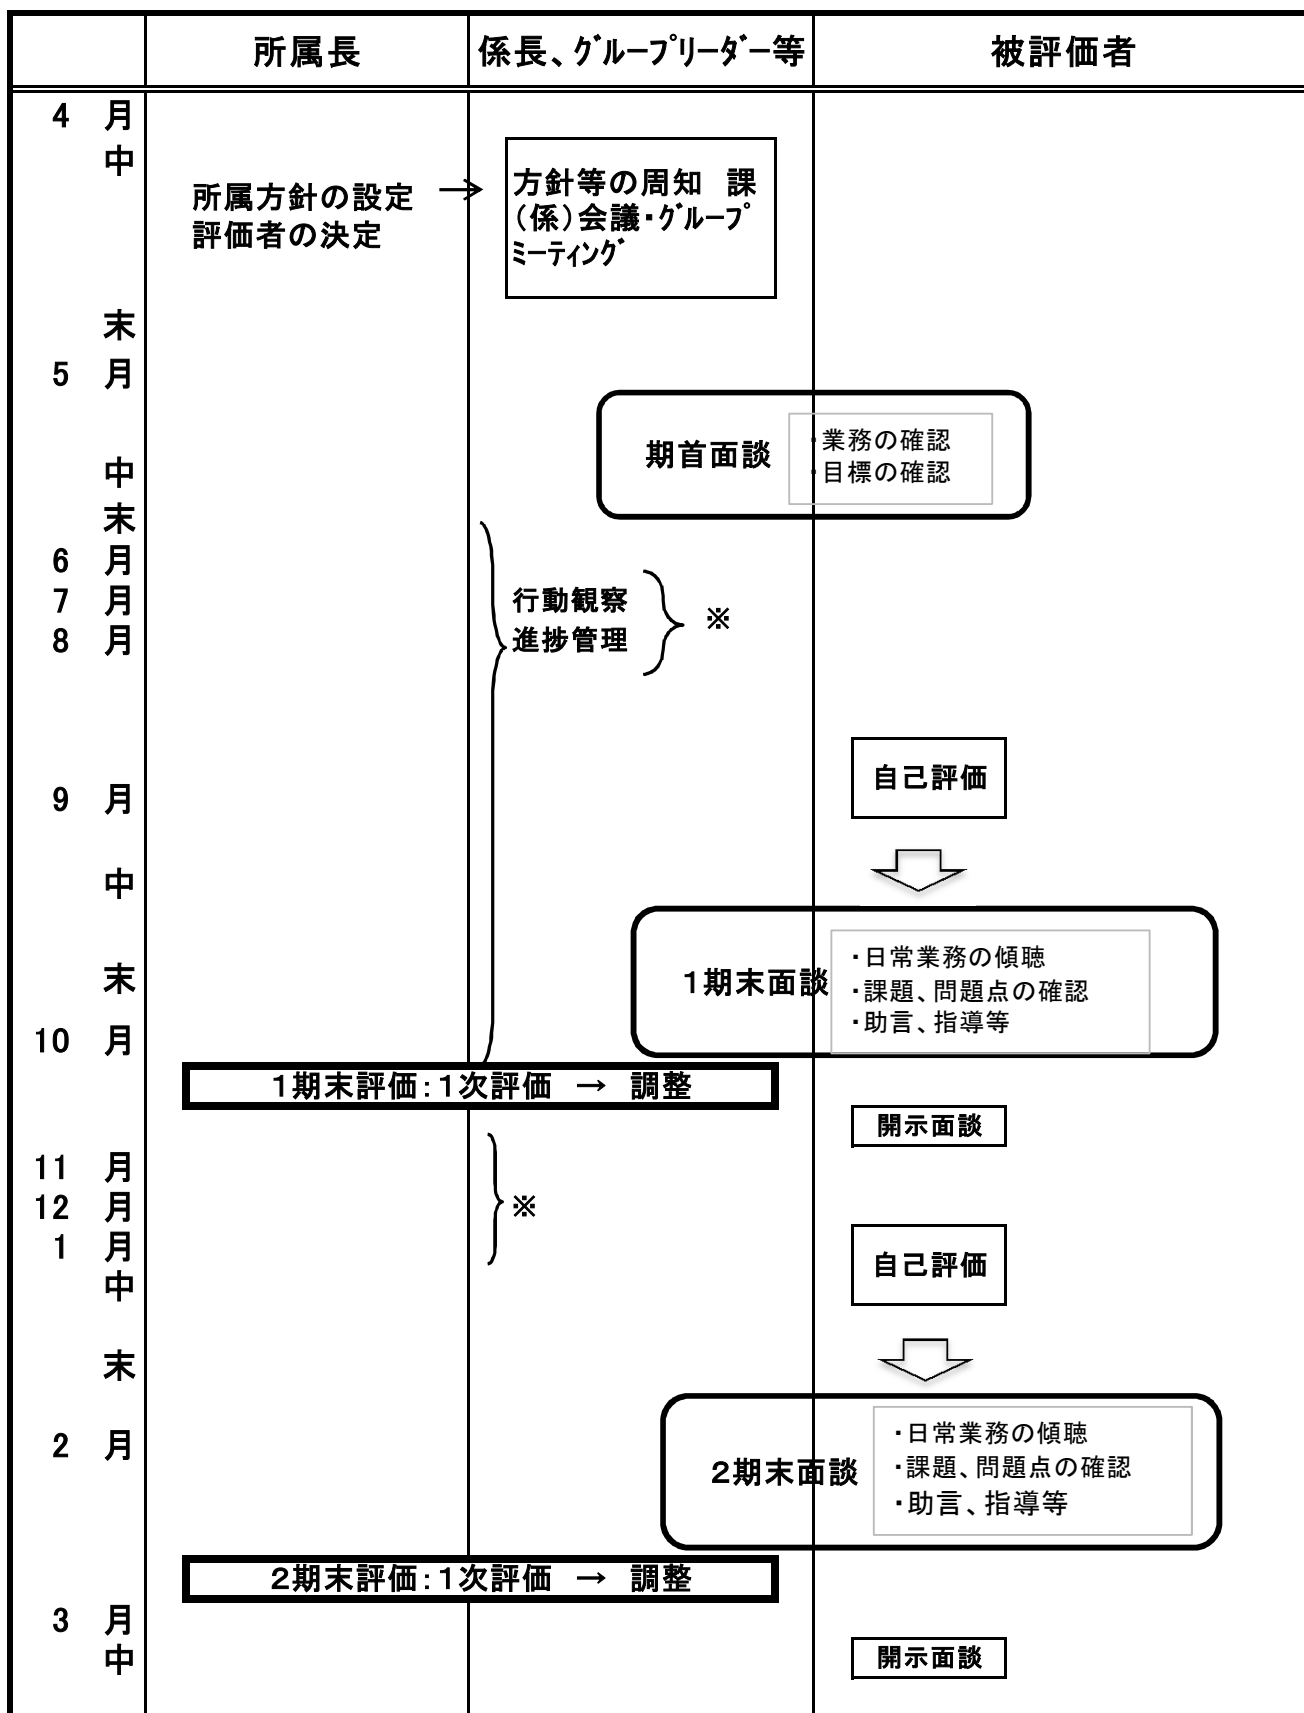 所属長
係長、グループリーダー等
被評価者
4 月
中
所属方針の設定 →
評価者の決定
方針等の周知 課
(係)会議・グループ
ミーティング
末
5 月
期首面談
・業務の確認
・目標の確認
中
末
6 月
7 月
8 月
行動観察
進捗管理
※
自己評価
9 月
中
1期末面談
・日常業務の傾聴
・課題、問題点の確認
・助言、指導等
末
10 月
1期末評価:1次評価 → 調整
開示面談
11 月
12 月
※
1 月
中
自己評価
末
2 月
2期末面談
・日常業務の傾聴
・課題、問題点の確認
・助言、指導等
2期末評価:1次評価 → 調整
3 月
中
開示面談